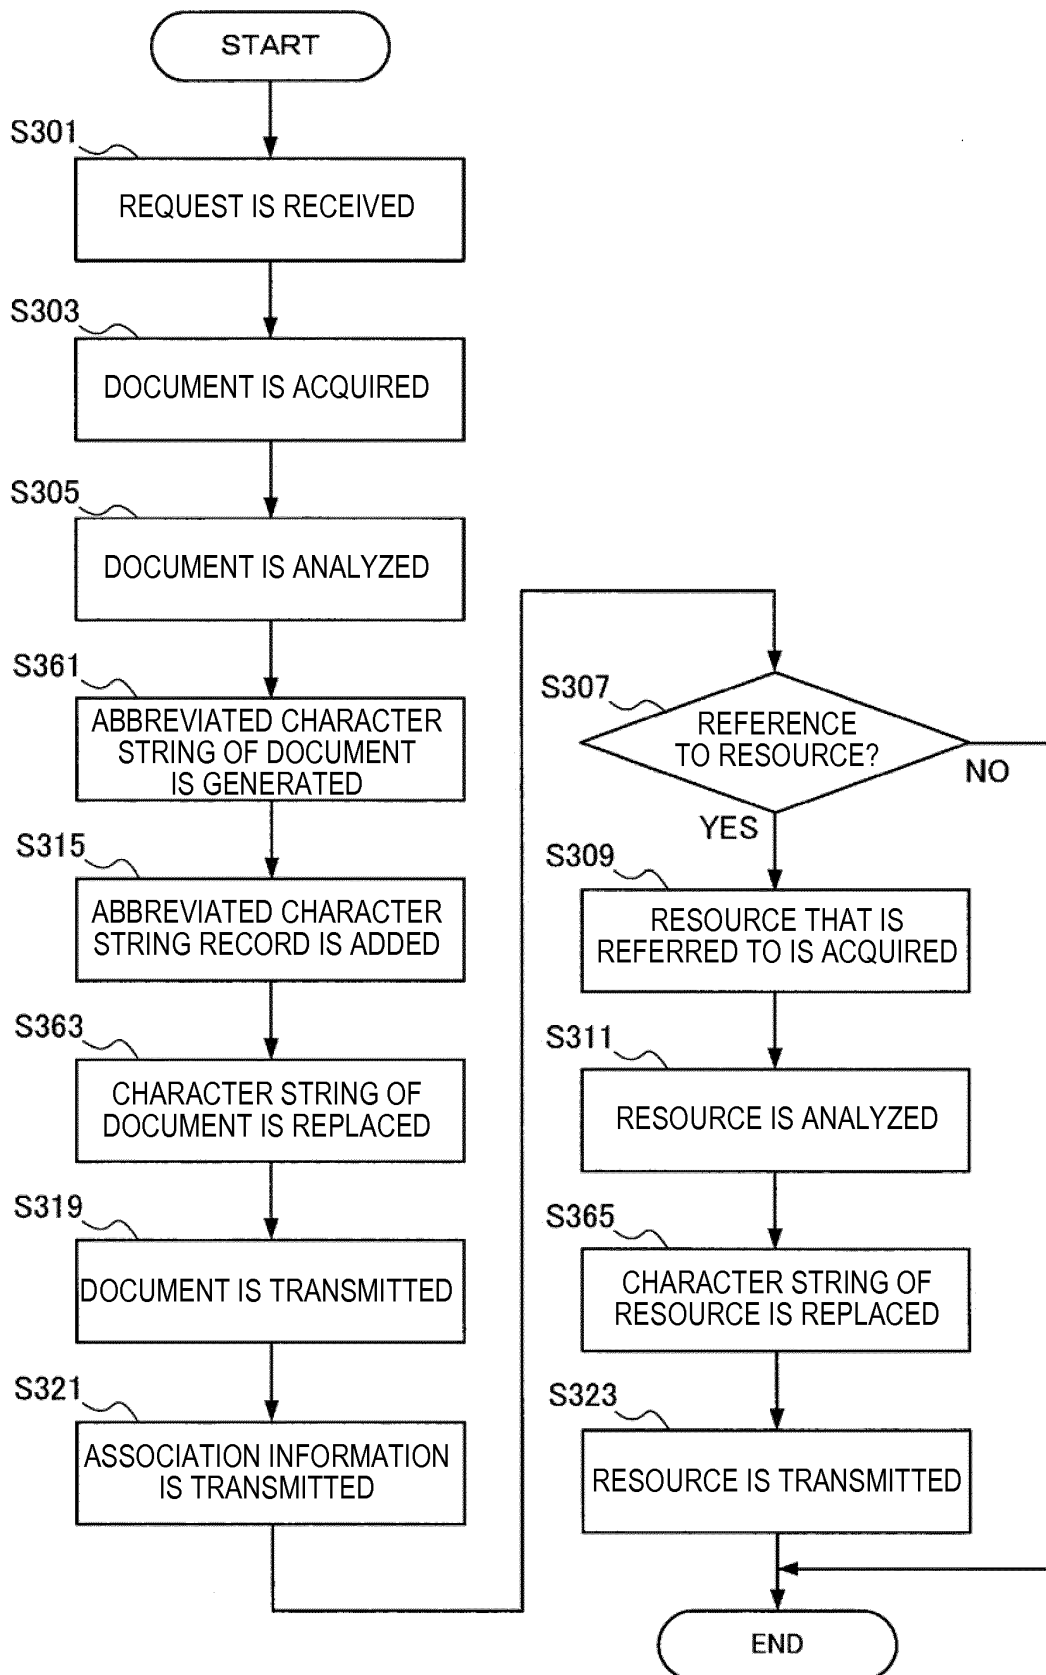 START
S301
REQUEST IS RECEIVED
S303
DOCUMENT IS ACQUIRED
S305
DOCUMENT IS ANALYZED
S361
ABBREVIATED CHARACTER
STRING OF DOCUMENT
IS GENERATED
S315
ABBREVIATED CHARACTER
STRING RECORD IS ADDED
S363
CHARACTER STRING OF
DOCUMENT IS REPLACED
S319
DOCUMENT IS TRANSMITTED
S321
ASSOCIATION INFORMATION
IS TRANSMITTED
S307
REFERENCE
TO RESOURCE?
NO
YES
S309
RESOURCE THAT IS
REFERRED TO IS ACQUIRED
S311
RESOURCE IS ANALYZED
S365
CHARACTER STRING OF
RESOURCE IS REPLACED
S323
RESOURCE IS TRANSMITTED
END